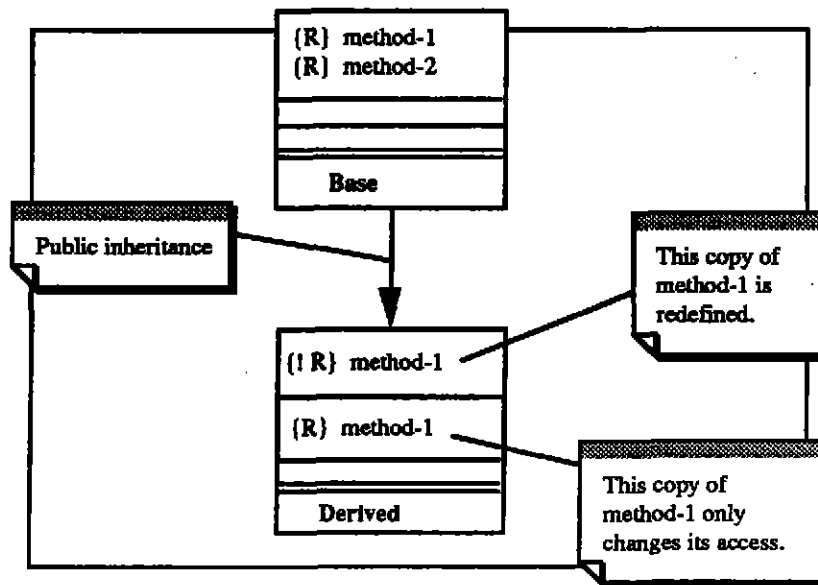 {R} method-1
{R} method-2
Base
Public inheritance
This copy of
method-1 is
redefined.
{! R} method-1
{R} method-1
Derived
This copy of
method-1 only
changes its access.